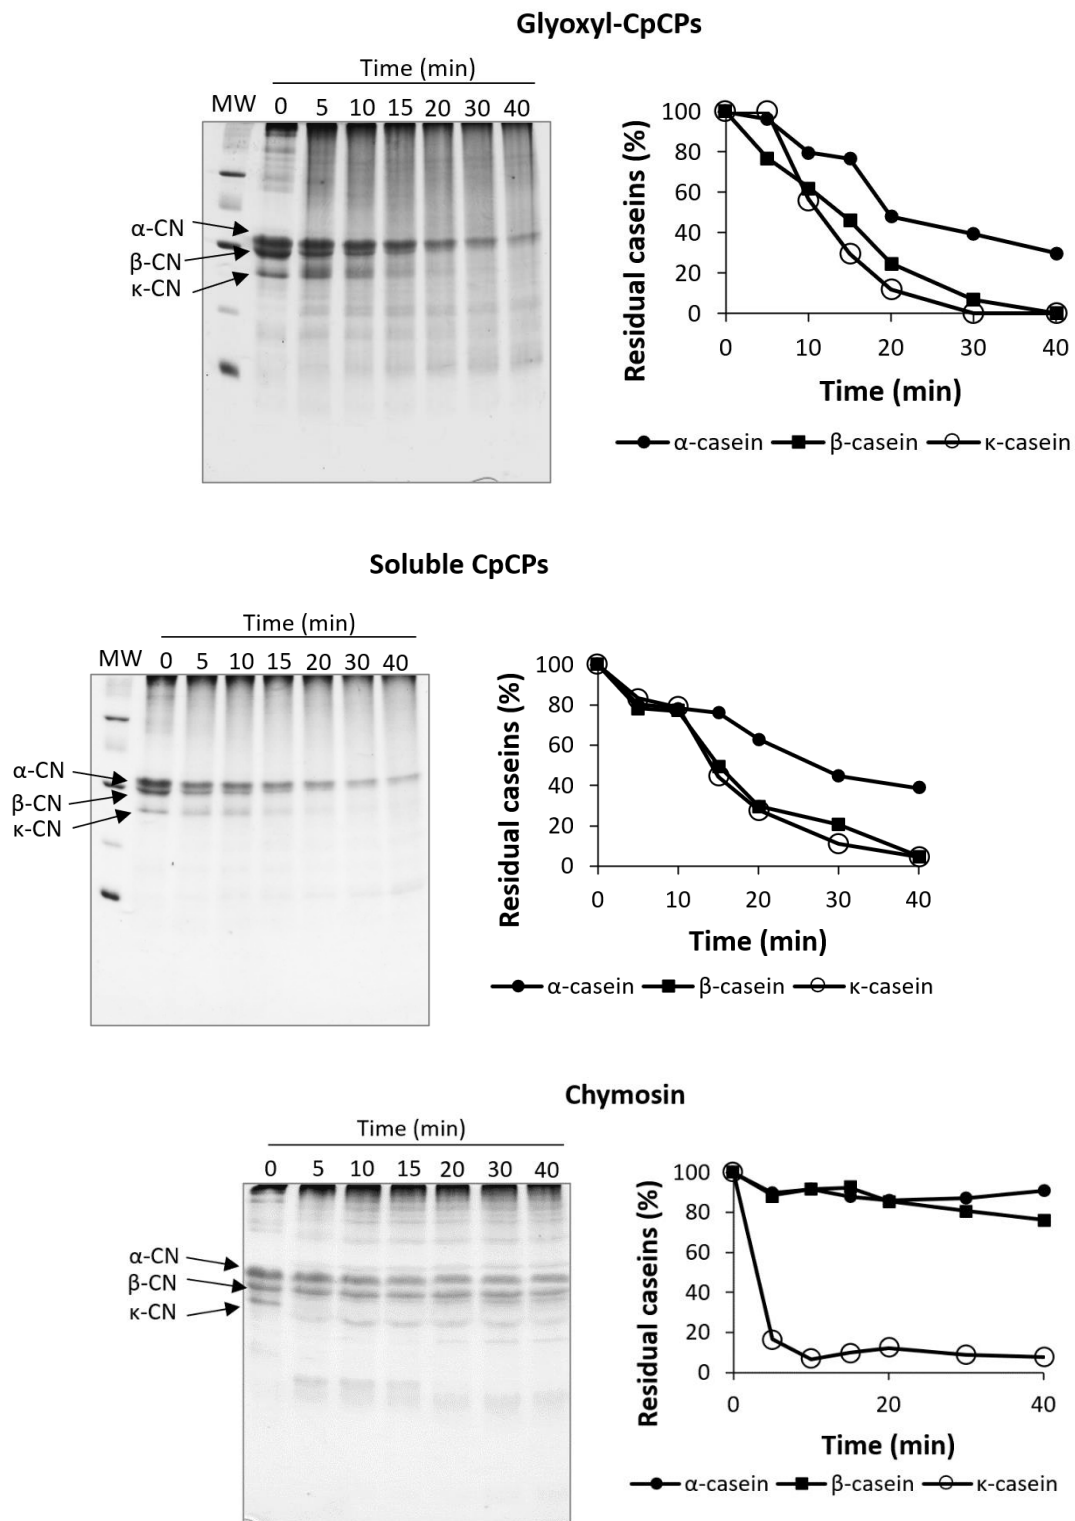 Glyoxyl-CpCPs
Time (min)
MW 0 5 10 15 20 30 40
α-CN
β-CN
κ-CN
Residual caseins (%)
100
80
60
40
20
0
0 10 20 30 40
Time (min)
α-casein β-casein κ-casein
Soluble CpCPs
Time (min)
MW 0 5 10 15 20 30 40
α-CN
β-CN
κ-CN
Residual caseins (%)
100
80
60
40
20
0
0 10 20 30 40
Time (min)
α-casein β-casein κ-casein
Chymosin
Time (min)
0 5 10 15 20 30 40
α-CN
β-CN
κ-CN
Residual caseins (%)
100
80
60
40
20
0
0 20 40
Time (min)
α-casein β-casein κ-casein